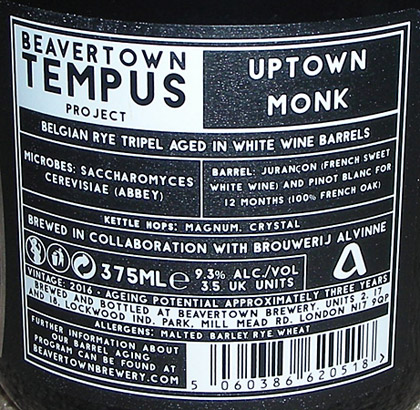 BEAVERTOWN
TEMPUS
PROJECT
UPTOWN
MONK
BELGIAN RYE TRIPEL AGED IN WHITE WINE BARRELS
MICROBES: SACCHAROMYCES
CEREVISIAE (ABBEY)
BARREL: JURANÇON (FRENCH SWEET
WHITE WINE) AND PINOT BLANC FOR
12 MONTHS (100% FRENCH OAK)
KETTLE HOPS: MAGNUM, CRYSTAL
BREWED IN COLLABORATION WITH BROUWERIJ ALVINNE
375ML e
9.3% ALC./VOL
3.5 UK UNITS
VINTAGE: 2016 - AGEING POTENTIAL APPROXIMATELY THREE YEARS
BREWED AND BOTTLED AT BEAVERTOWN BREWERY, UNITS 2, 17,
AND 18, LOCKWOOD IND. PARK, MILL MEAD RD. LONDON N17 9QP
ALLERGENS: MALTED BARLEY, RYE, WHEAT
FURTHER INFORMATION ABOUT
OUR BARREL AGING
PROGRAM CAN BE FOUND AT
BEAVERTOWNBREWERY.COM
5 060386 620518 >